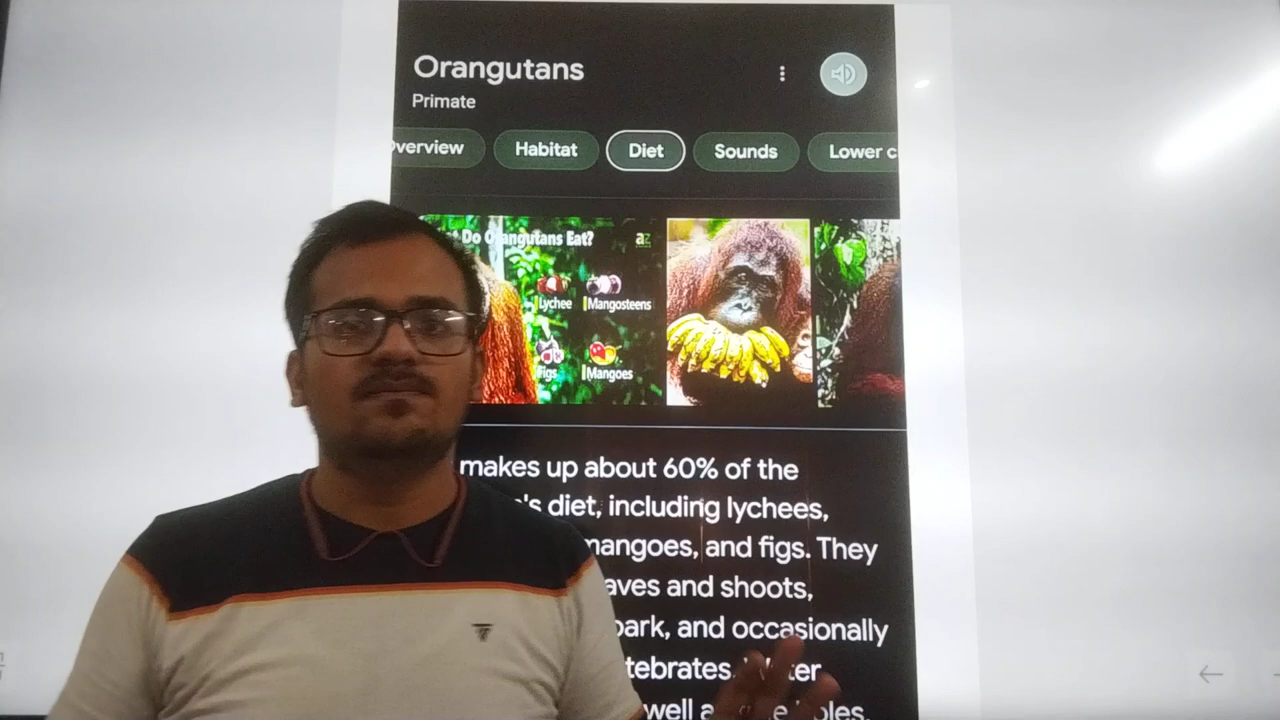 Orangutans
Primate
verview
Habitat
Diet
Sounds
Lower c
Do Orangutans Eat?
az
Lychee
Mangosteens
Figs
Mangoes
makes up about 60% of the
's diet, including lychees,
mangoes, and figs. They
aves and shoots,
bark, and occasionally
tebrates.
well